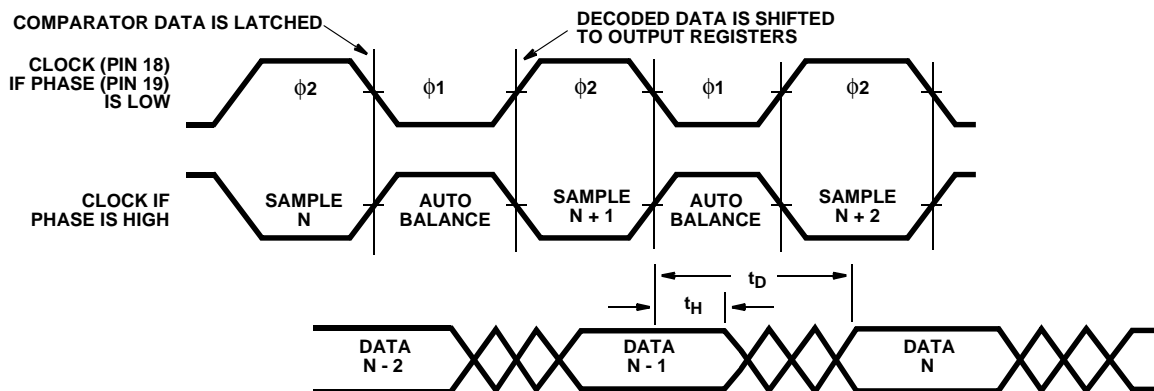 COMPARATOR DATA IS LATCHED
DECODED DATA IS SHIFTED
TO OUTPUT REGISTERS
CLOCK (PIN 18)
IF PHASE (PIN 19)
IS LOW
ϕ2
ϕ1
ϕ2
ϕ1
ϕ2
CLOCK IF
PHASE IS HIGH
SAMPLE
N
AUTO
BALANCE
SAMPLE
N + 1
AUTO
BALANCE
SAMPLE
N + 2
tD
tH
DATA
N - 2
DATA
N - 1
DATA
N